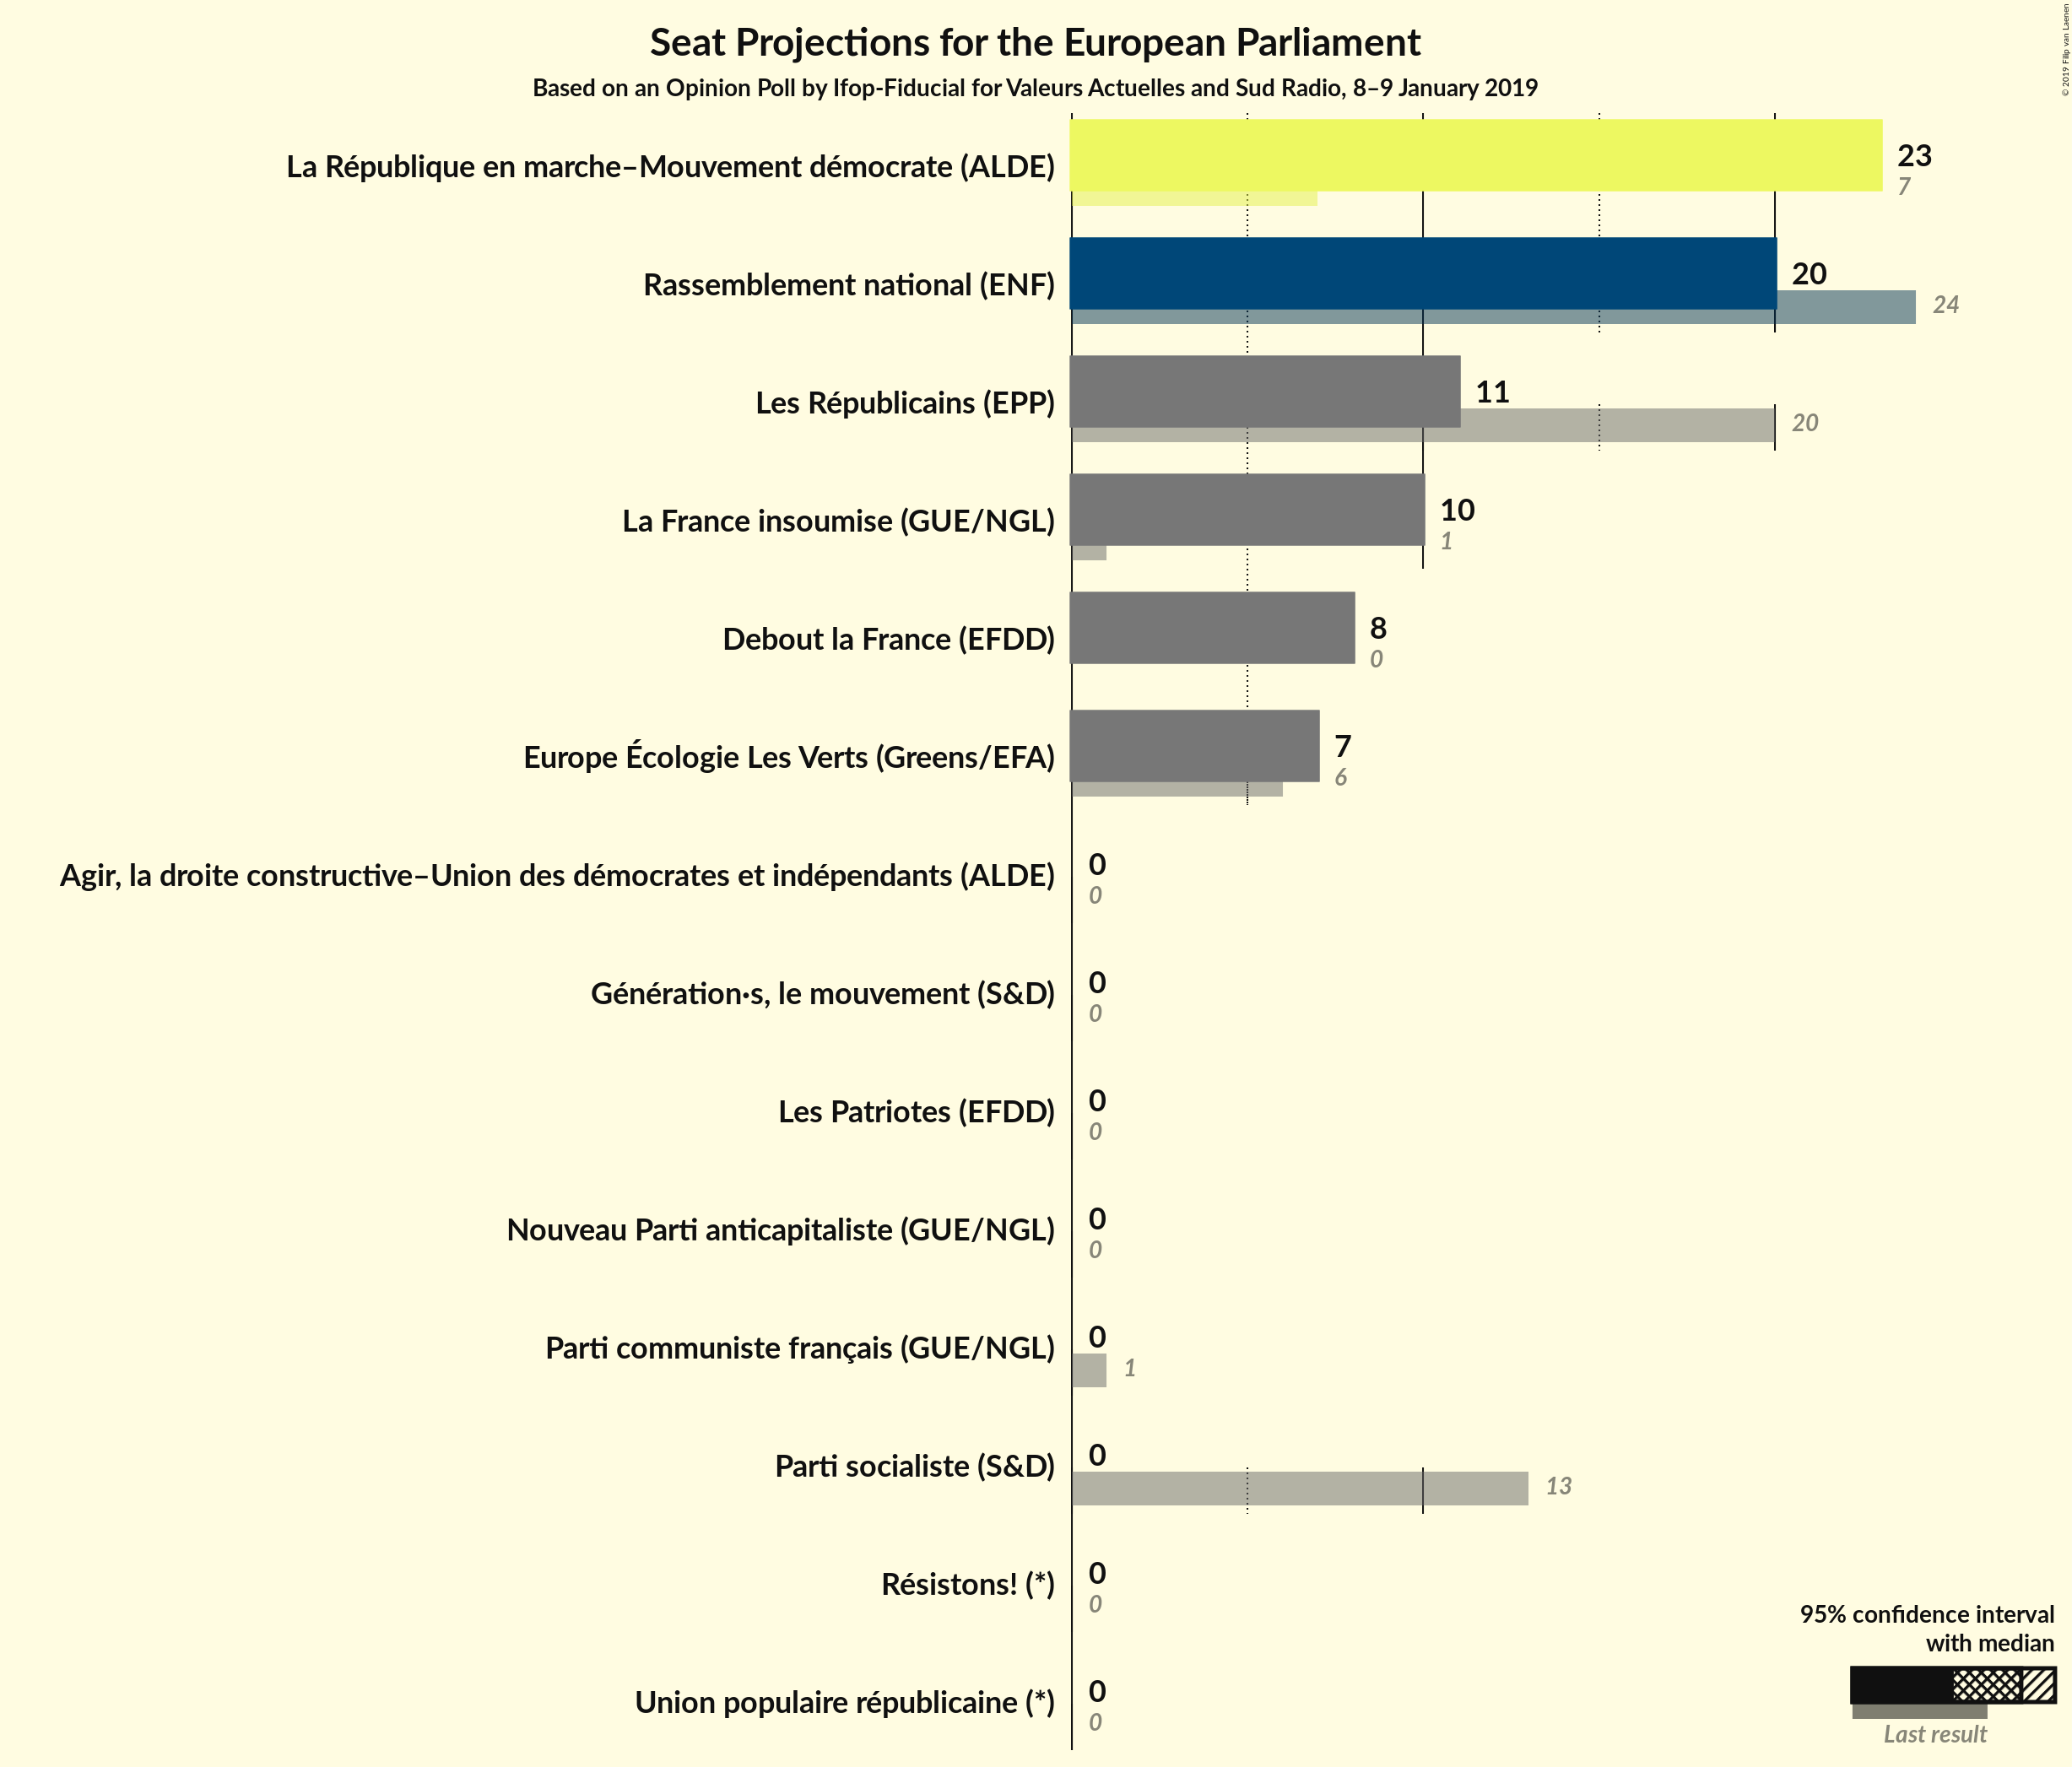 Seat Projections for the European Parliament
Based on an Opinion Poll by Ifop-Fiducial for Valeurs Actuelles and Sud Radio, 8–9 January 2019
© 2019 Filip van Laenen
La République en marche–Mouvement démocrate (ALDE)
23
7
Rassemblement national (ENF)
20
24
Les Républicains (EPP)
11
20
La France insoumise (GUE/NGL)
10
1
Debout la France (EFDD)
8
0
Europe Écologie Les Verts (Greens/EFA)
7
6
Agir, la droite constructive–Union des démocrates et indépendants (ALDE)
0
0
Génération·s, le mouvement (S&D)
0
0
Les Patriotes (EFDD)
0
0
Nouveau Parti anticapitaliste (GUE/NGL)
0
0
Parti communiste français (GUE/NGL)
0
1
Parti socialiste (S&D)
0
13
Résistons! (*)
0
0
Union populaire républicaine (*)
0
0
95% confidence interval
with median
Last result